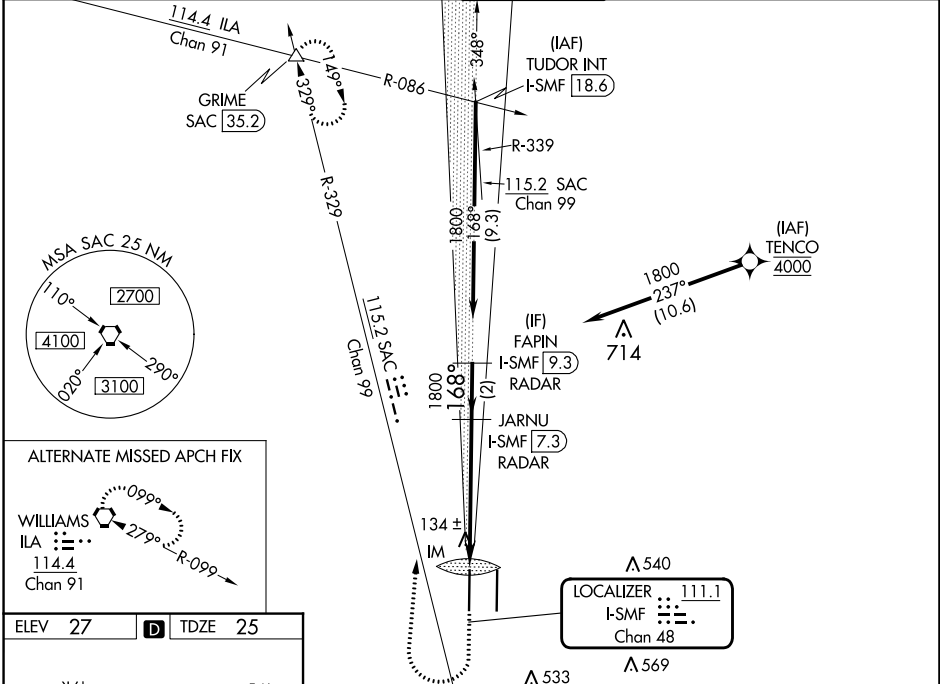 114.4 ILA
Chan 91
GRIME
SAC 35.2
149°
329°
R-086
348°
(IAF)
TUDOR INT
I-SMF 18.6
R-339
115.2 SAC
Chan 99
1800
168°
(9.3)
R-329
115.2 SAC
Chan 99
MSA SAC 25 NM
110°
2700
4100
020°
3100
290°
(IAF)
TENCO
4000
1800
237°
(10.6)
714
(IF)
FAPIN
I-SMF 9.3
RADAR
1800
168°
(2)
JARNU
I-SMF 7.3
RADAR
ALTERNATE MISSED APCH FIX
WILLIAMS
ILA
114.4
Chan 91
099°
279°
R-099
134 ±
IM
540
LOCALIZER 111.1
I-SMF
Chan 48
569
533
ELEV 27 D TDZE 25